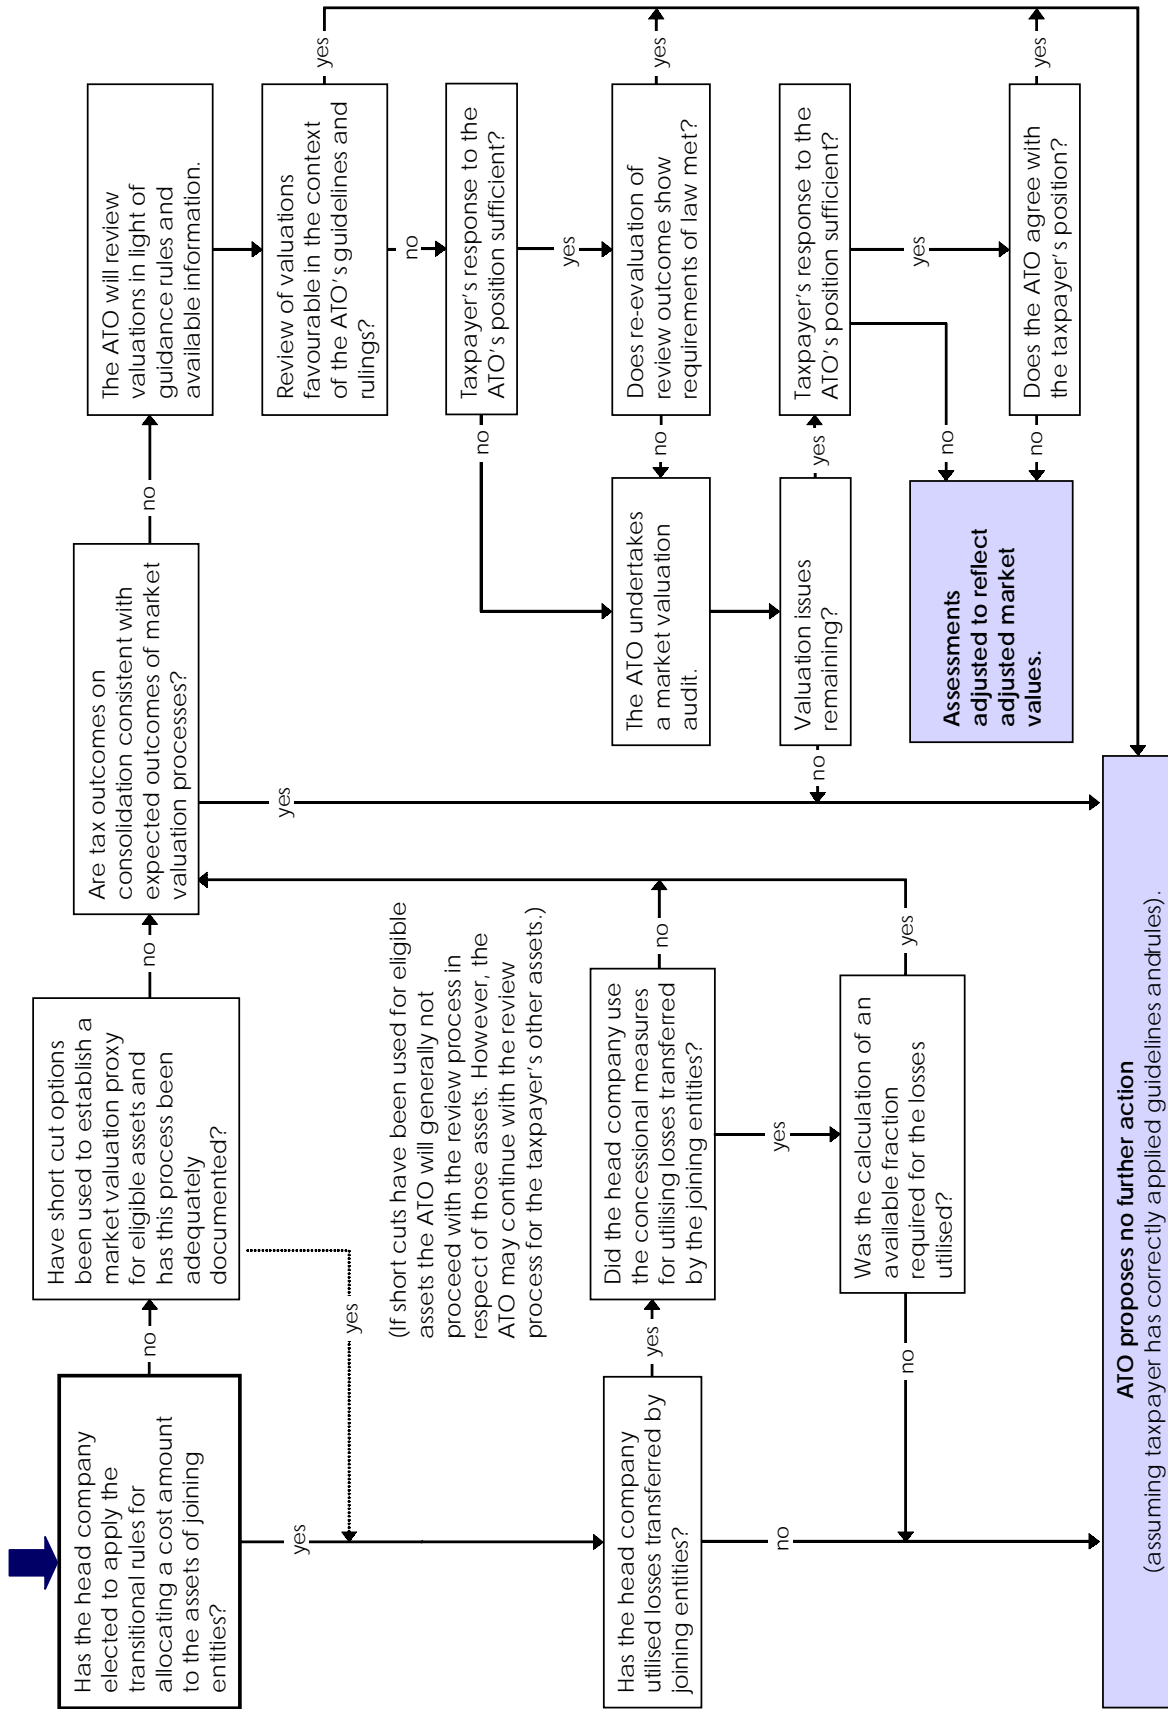 Has the head company
elected to apply the
transitional rules for
allocating a cost amount
to the assets of joining
entities?
no
yes
Have short cut options
been used to establish a
market valuation proxy
for eligible assets and
has this process been
adequately
documented?
no
yes
(If short cuts have been used for eligible
assets the ATO will generally not
proceed with the review process in
respect of those assets. However, the
ATO may continue with the review
process for the taxpayer's other assets.)
Are tax outcomes on
consolidation consistent with
expected outcomes of market
valuation processes?
no
yes
The ATO will review
valuations in light of
guidance rules and
available information.
Review of valuations
favourable in the context
of the ATO's guidelines and
rulings?
yes
no
Taxpayer's response to the
ATO's position sufficient?
no
yes
Does re-evaluation of
review outcome show
requirements of law met?
yes
no
The ATO undertakes
a market valuation
audit.
Valuation issues
remaining?
no
yes
Taxpayer's response to the
ATO's position sufficient?
no
yes
Does the ATO agree with
the taxpayer's position?
yes
no
Assessments
adjusted to reflect
adjusted market
values.
Has the head company
utilised losses transferred by
joining entities?
yes
no
Did the head company use
the concessional measures
for utilising losses transferred
by the joining entities?
no
yes
Was the calculation of an
available fraction
required for the losses
utilised?
yes
no
ATO proposes no further action
(assuming taxpayer has correctly applied guidelines andrules).